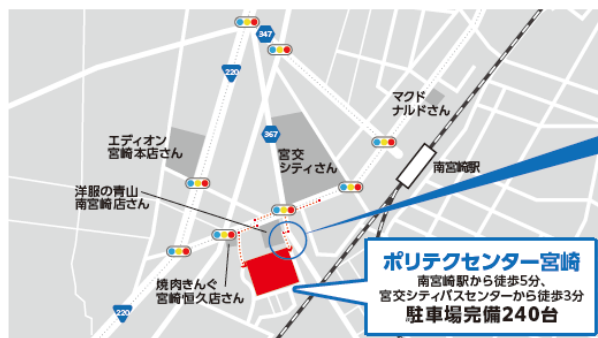 347
220
マクド
ナルドさん
エディオン
宮崎本店さん
367
宮交
シティさん
南宮崎駅
洋服の青山
南宮崎店さん
焼肉きんぐ
宮崎恒久店さん
220
ポリテクセンター宮崎
南宮崎駅から徒歩5分、
宮交シティバスセンターから徒歩3分
駐車場完備240台